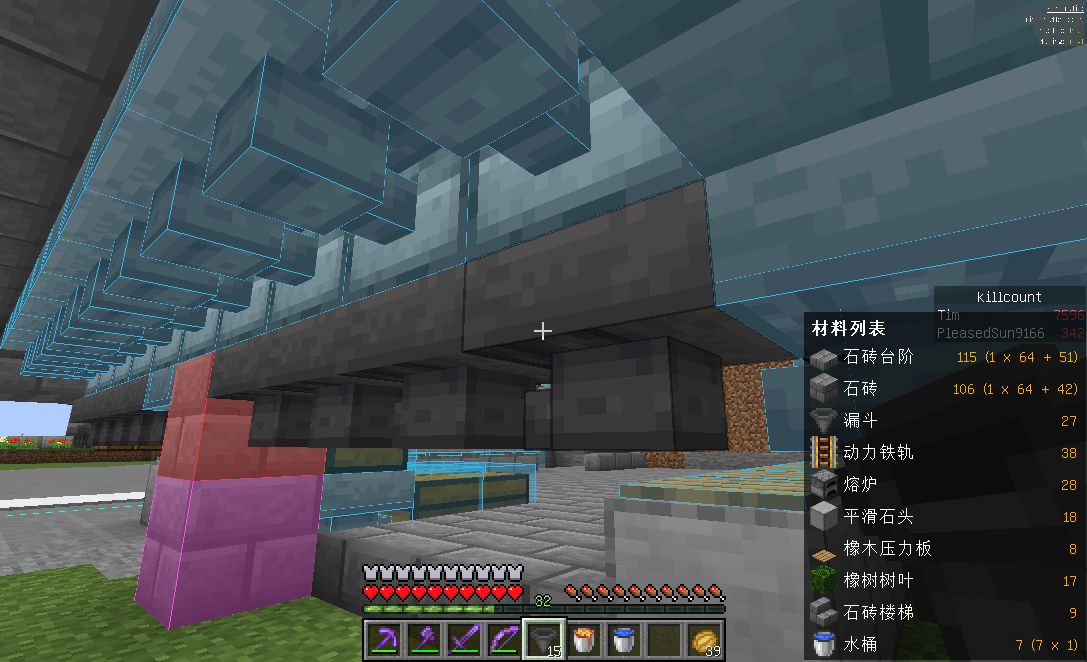 killcount
Tim 7596
PleasedSun9166 342
材料列表
石砖台阶 115 (1 x 64 + 51)
石砖 106 (1 x 64 + 42)
漏斗 27
动力铁轨 38
熔炉 28
平滑石头 18
橡木压力板 8
橡树树叶 17
石砖楼梯 9
水桶 7 (7 x 1)
32
15
39